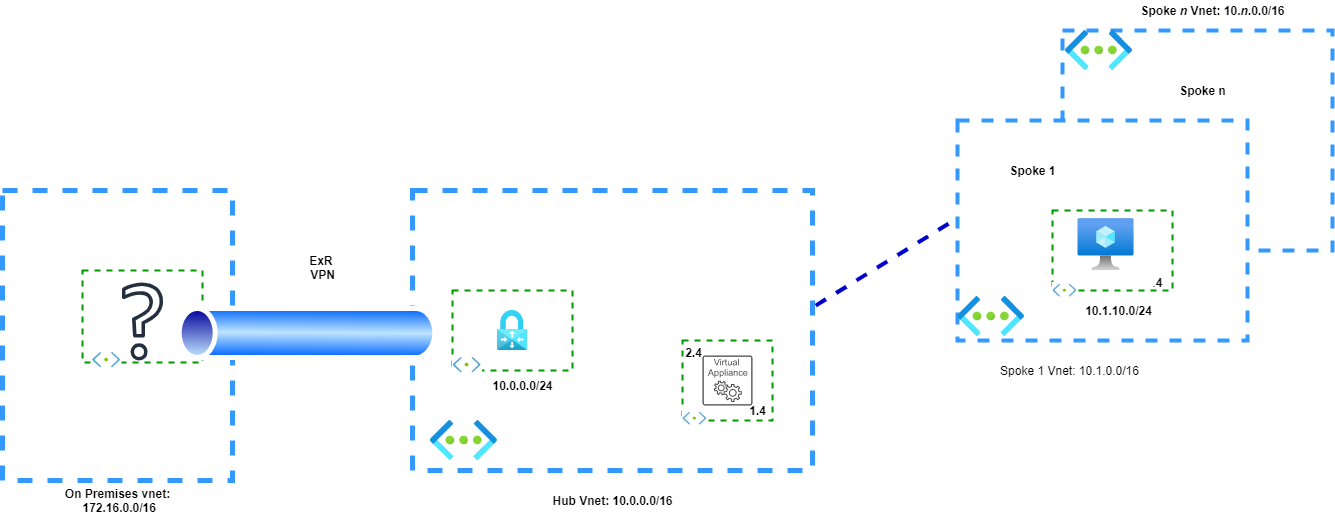 Spoke n Vnet: 10.n.0.0/16
Spoke n
Spoke 1
.4
10.1.10.0/24
Spoke 1 Vnet: 10.1.0.0/16
ExR
VPN
10.0.0.0/24
2.4
Virtual
Appliance
1.4
On Premises vnet:
172.16.0.0/16
Hub Vnet: 10.0.0.0/16